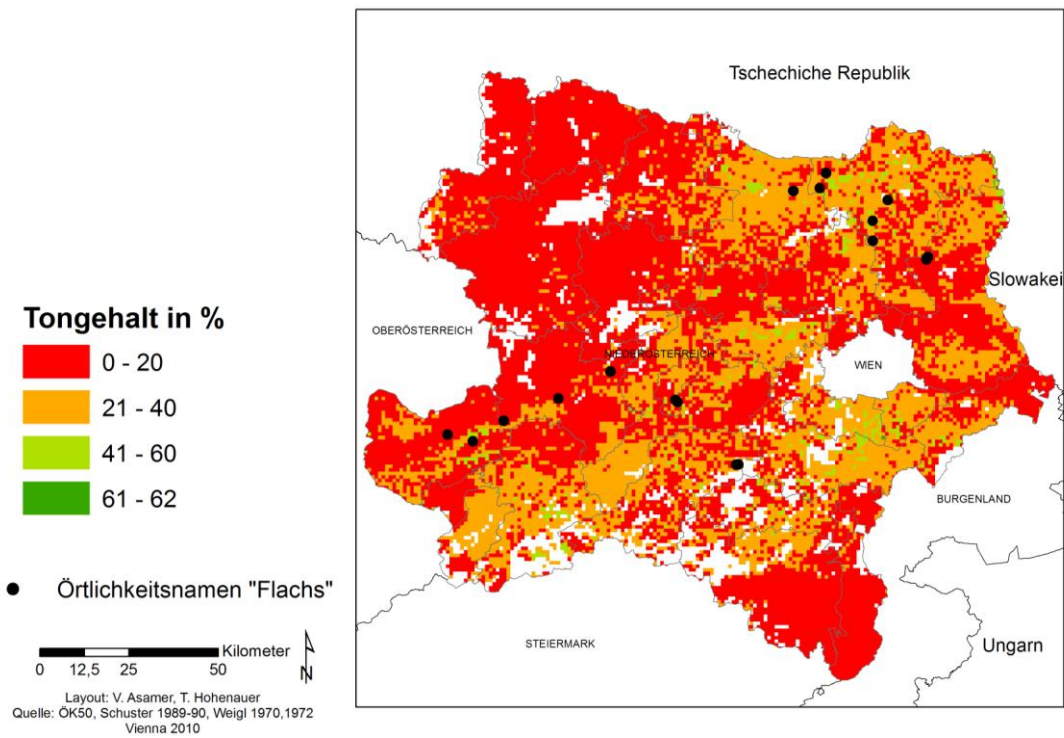 Tschechiche Republik
Slowakei
OBERÖSTERREICH
NIEDERÖSTERREICH
WIEN
BURGENLAND
STEIERMARK
Ungarn
Tongehalt in %
0 - 20
21 - 40
41 - 60
61 - 62
Örtlichkeitsnamen "Flachs"
Kilometer
0 12,5 25 50
N
Layout: V. Asamer, T. Hohenauer
Quelle: ÖK50, Schuster 1989-90, Weigl 1970,1972
Vienna 2010